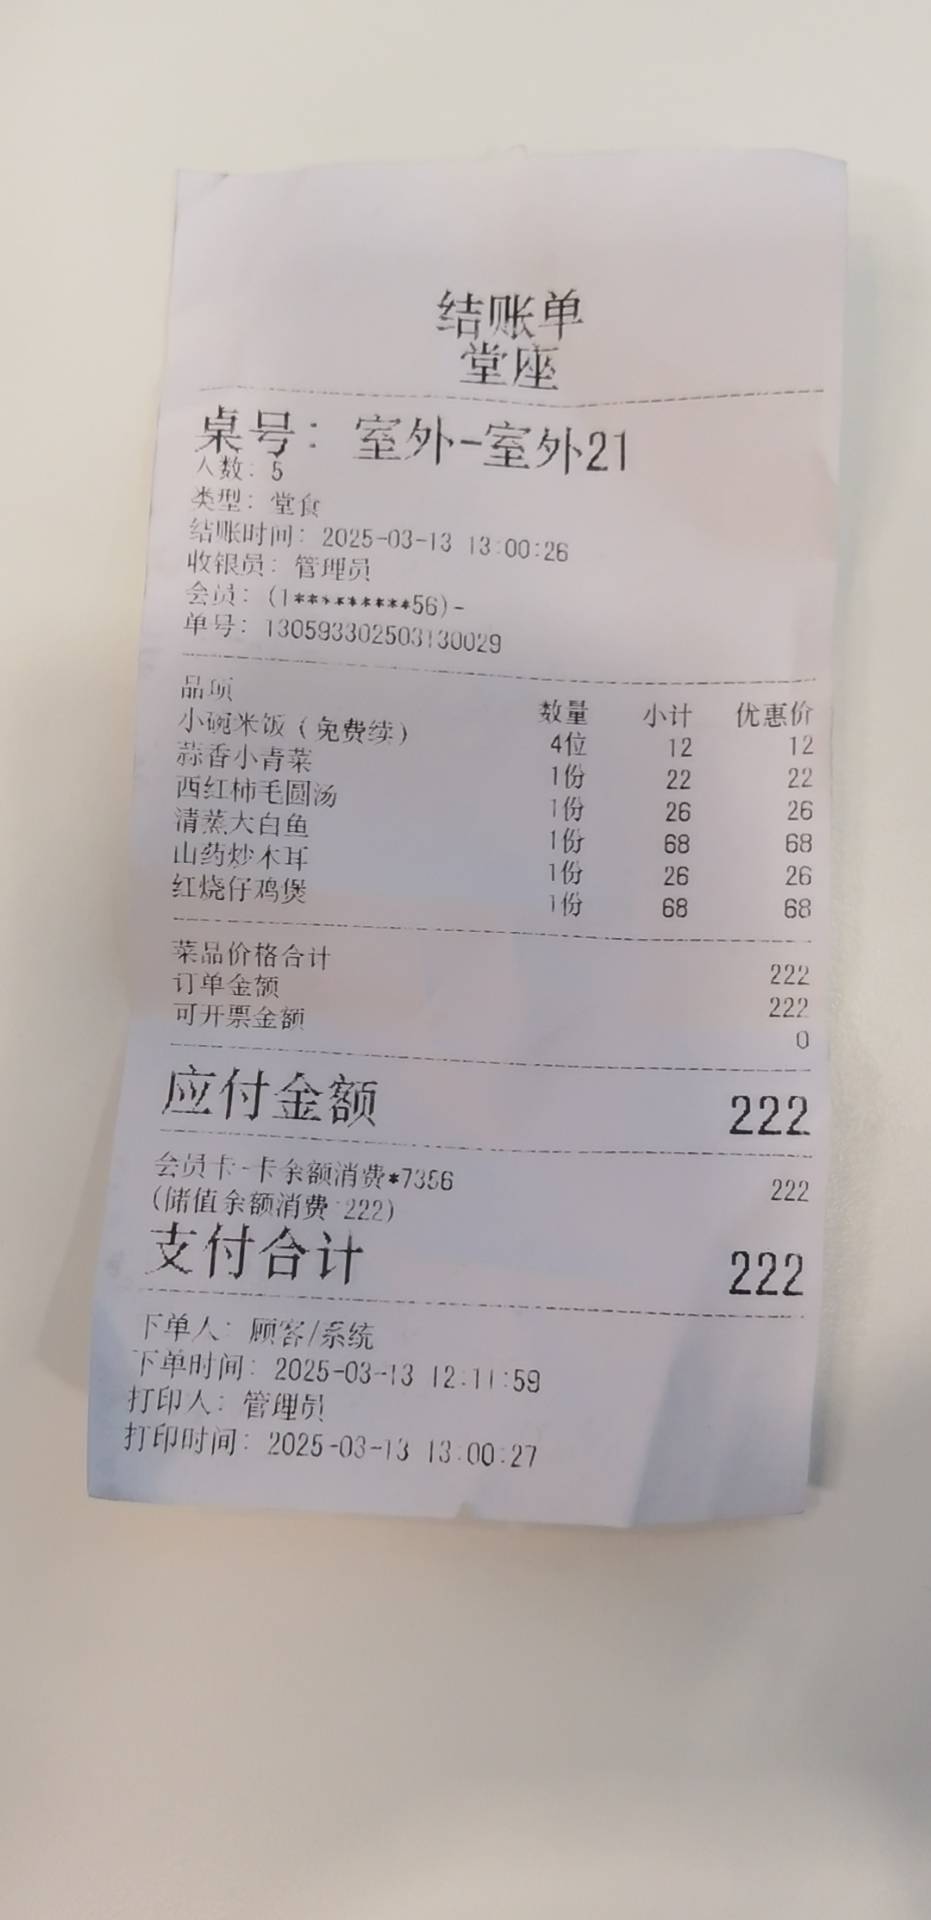 结账单
堂座
桌号：室外-室外21
人数：5
类型：堂食
结账时间：2025-03-13 13:00:26
收银员：管理员
会员：(1*********56)-
单号：130593302503130029
品项 数量 小计 优惠价
小碗米饭（免费续） 4位 12 12
蒜香小青菜 1份 22 22
西红柿毛圆汤 1份 26 26
清蒸大白鱼 1份 68 68
山药炒木耳 1份 26 26
红烧仔鸡煲 1份 68 68
菜品价格合计 222
订单金额 222
可开票金额 0
应付金额 222
会员卡-卡余额消费*7356 222
(储值余额消费:222)
支付合计 222
下单人：顾客/系统
下单时间：2025-03-13 12:11:59
打印人：管理员
打印时间：2025-03-13 13:00:27